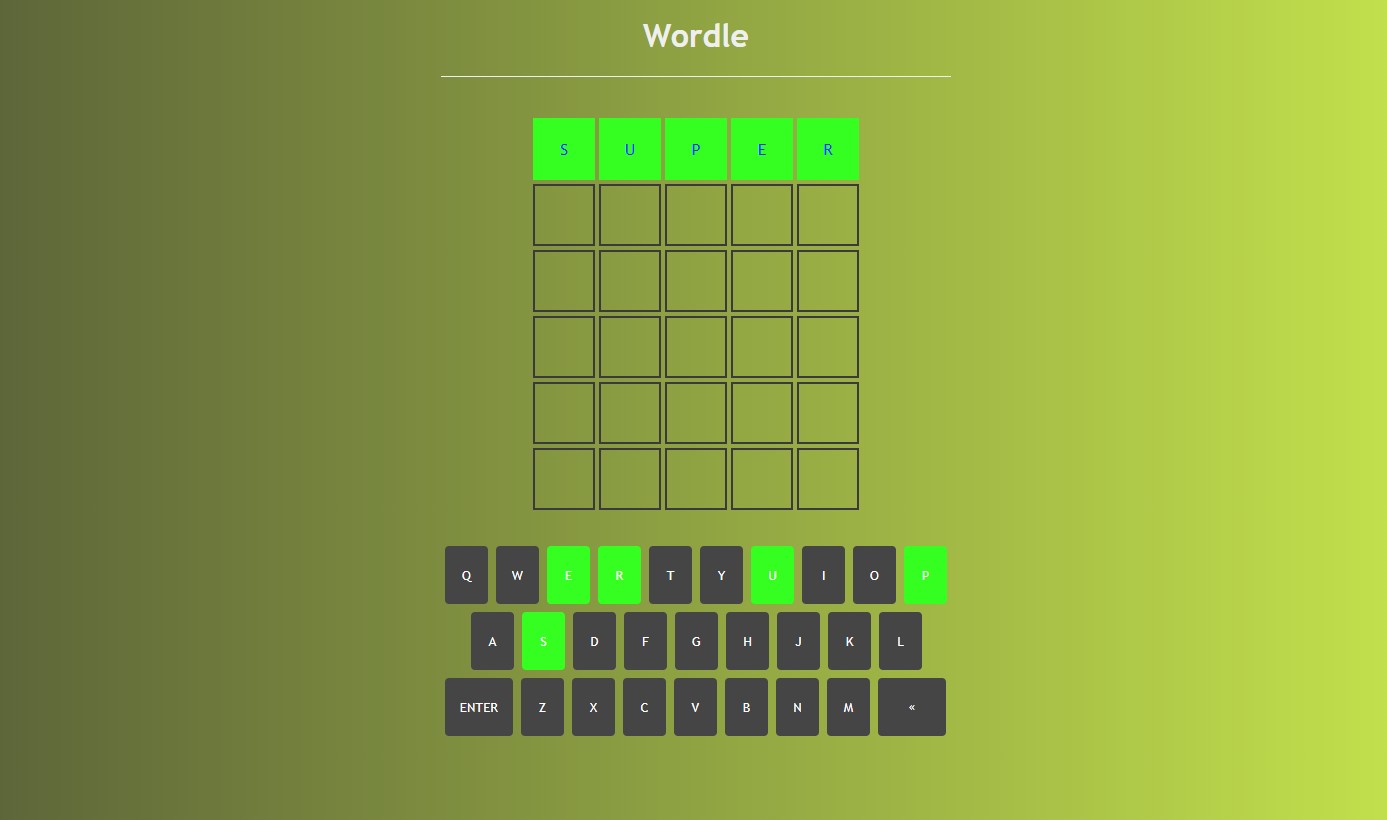 Wordle
S U P E R
Q W E R T Y U I O P
A S D F G H J K L
ENTER Z X C V B N M «